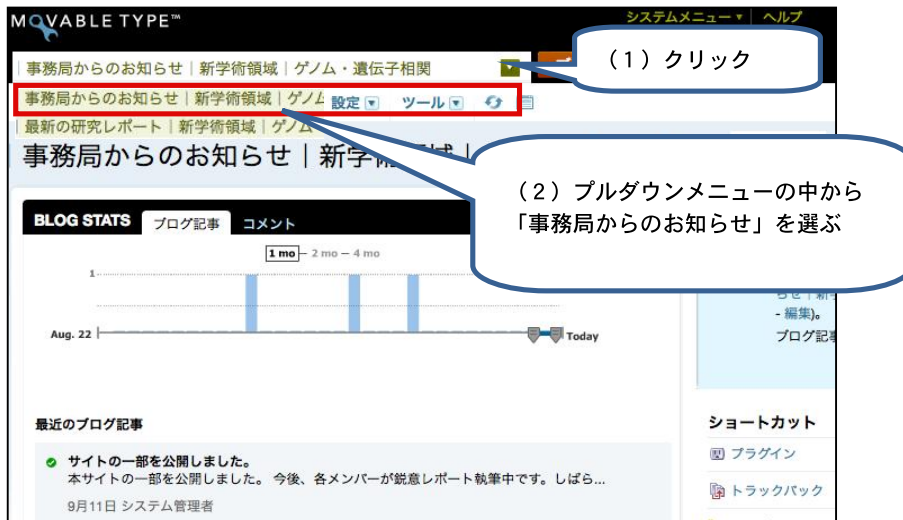 MOVABLE TYPE™
システムメニュー ヘルプ
事務局からのお知らせ｜新学術領域｜ゲノム・遺伝子相関
（１）クリック
事務局からのお知らせ｜新学術領域｜ゲノム
設定 ツール
最新の研究レポート｜新学術領域｜ゲノム
事務局からのお知らせ｜新学術領域｜
（２）プルダウンメニューの中から
「事務局からのお知らせ」を選ぶ
BLOG STATS ブログ記事 コメント
1 mo – 2 mo – 4 mo
1
Aug. 22
Today
らせ｜新学
- 編集)。
ブログ記事
最近のブログ記事
サイトの一部を公開しました。
本サイトの一部を公開しました。 今後、各メンバーが鋭意レポート執筆中です。しばら...
9月11日 システム管理者
ショートカット
プラグイン
トラックバック